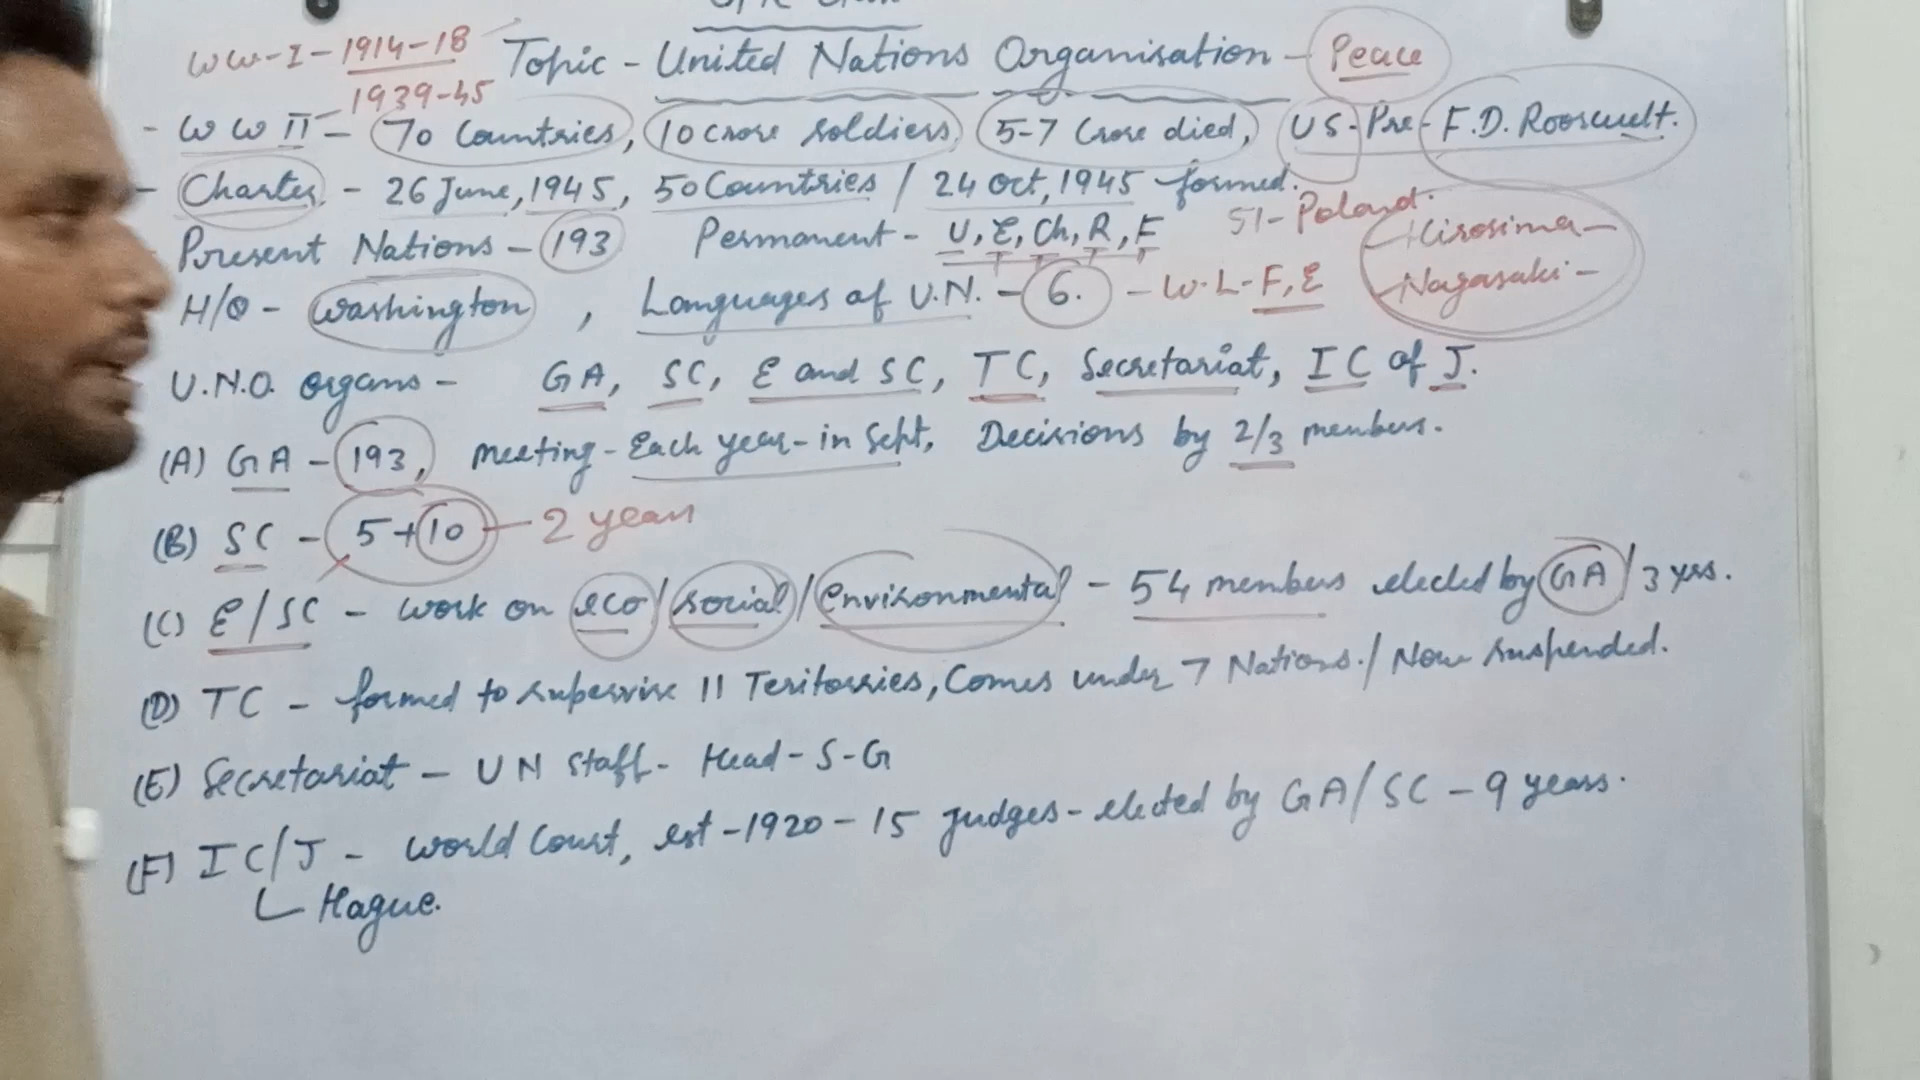 WW-I-1914-18 Topic - United Nations Organisation - Peace
1939-45
- WW II - 70 Countries, 10 crore soldiers, 5-7 Crore died, US-Pre- F.D. Roosewelt.
- Charter - 26 June, 1945, 50 Countries / 24 Oct, 1945 formed. 51-Poland.
Present Nations - 193 Permanent - U, E, Ch, R, F Hirosima -
H/Q - Washington, Languages of U.N. - 6. - W.L-F, E Nagasaki -
U.N.O. organs - GA, SC, E and SC, TC, Secretariat, IC of J.
(A) GA - 193, meeting - Each year - in Sept, Decisions by 2/3 members.
(B) SC - 5+10 - 2 years
(C) E/SC - work on eco/social/environmental - 54 members elected by GA / 3 yrs.
(D) TC - formed to supervise 11 Teritorries, Comes under 7 Nations. / Now suspended.
(E) Secretariat - UN Staff - Head - S-G
(F) IC/J - World Court, est - 1920 - 15 judges - elected by GA/SC - 9 years.
Hague.